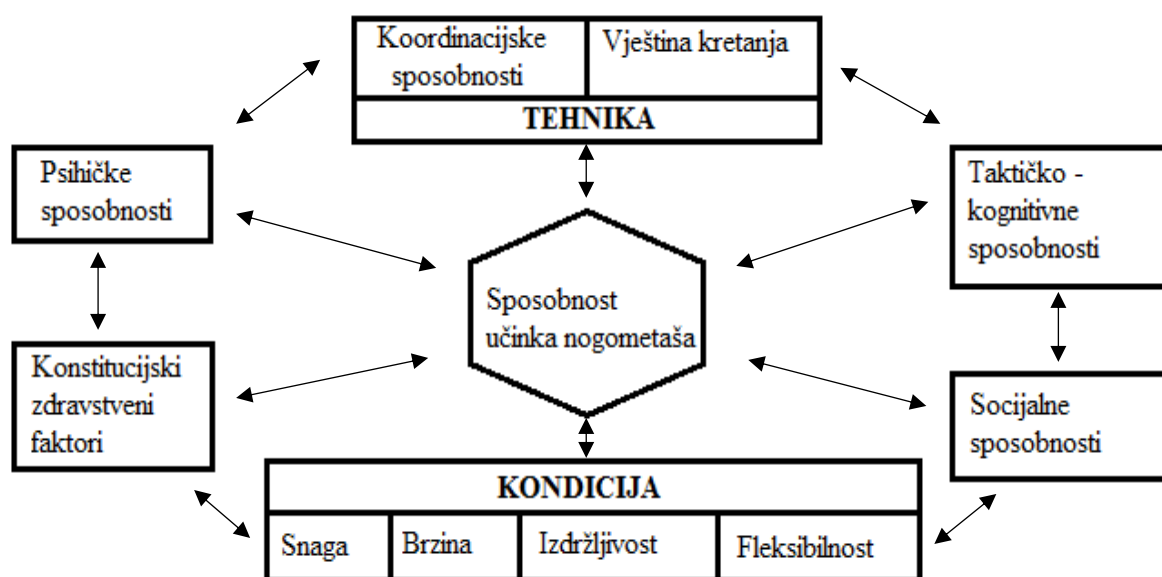 Koordinacijske
sposobnosti
Vještina kretanja
TEHNIKA
Psihičke
sposobnosti
Taktičko -
kognitivne
sposobnosti
Sposobnost
učinka nogometaša
Konstitucijski
zdravstveni
faktori
Socijalne
sposobnosti
KONDICIJA
Snaga
Brzina
Izdržljivost
Fleksibilnost